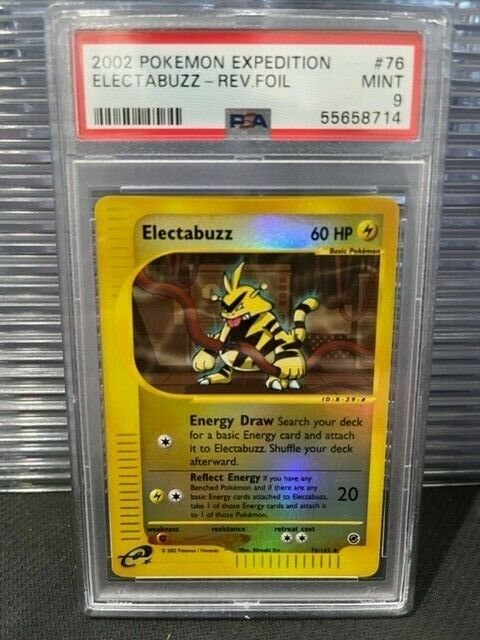 2002 POKEMON EXPEDITION #76
ELECTABUZZ - REV.FOIL MINT
9
PSA 55658714
Electabuzz 60 HP
Basic Pokémon
ID:B-39-#
Energy Draw Search your deck
for a basic Energy card and attach
it to Electabuzz. Shuffle your deck
afterward.
Reflect Energy If you have any
Benched Pokémon and if there are any
basic Energy cards attached to Electabuzz,
take 1 of those Energy cards and attach it
to 1 of those Pokémon.
20
weakness resistance retreat cost
© 2002 Pokémon / Nintendo Illus. Hiroki 76/165
e